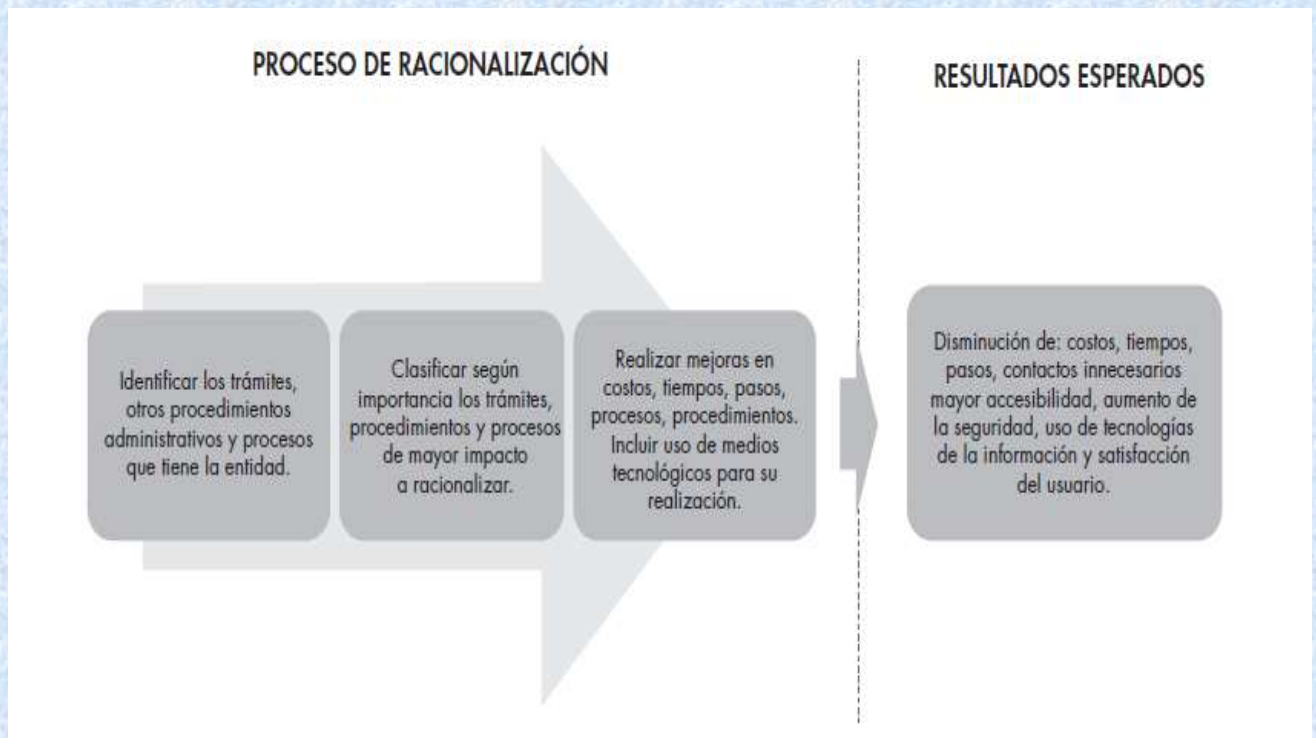 PROCESO DE RACIONALIZACIÓN
RESULTADOS ESPERADOS
Identificar los trámites,
otros procedimientos
administrativos y procesos
que tiene la entidad.
Clasificar según
importancia los trámites,
procedimientos y procesos
de mayor impacto
a racionalizar.
Realizar mejoras en
costos, tiempos, pasos,
procesos, procedimientos.
Incluir uso de medios
tecnológicos para su
realización.
Disminución de: costos, tiempos,
pasos, contactos innecesarios
mayor accesibilidad, aumento de
la seguridad, uso de tecnologías
de la información y satisfacción
del usuario.